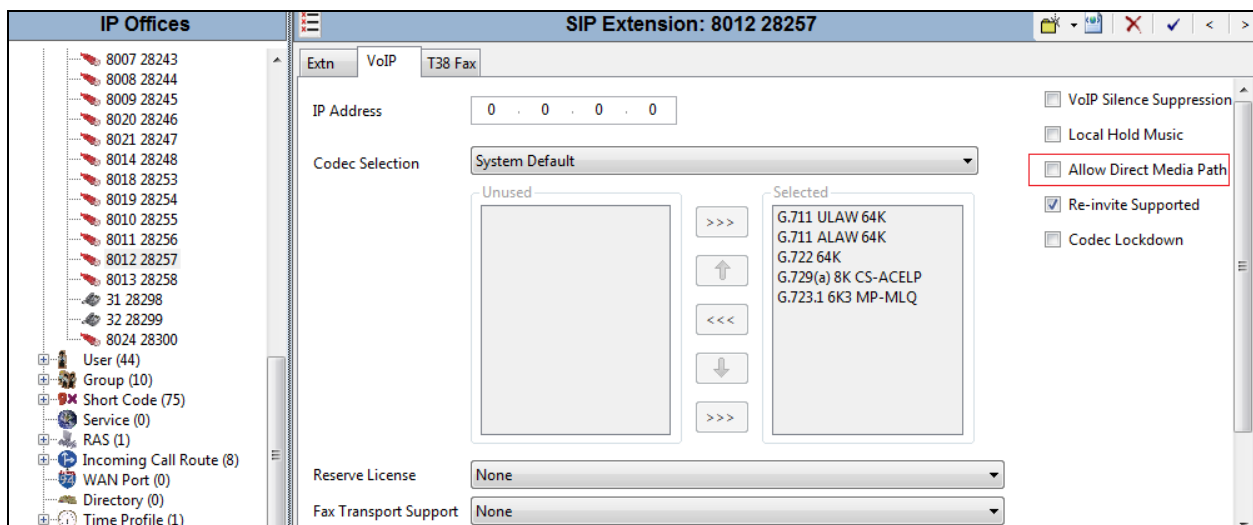 IP Offices
8007 28243
8008 28244
8009 28245
8020 28246
8021 28247
8014 28248
8018 28253
8019 28254
8010 28255
8011 28256
8012 28257
8013 28258
31 28298
32 28299
8024 28300
User (44)
Group (10)
Short Code (75)
Service (0)
RAS (1)
Incoming Call Route (8)
WAN Port (0)
Directory (0)
Time Profile (1)
SIP Extension: 8012 28257
Extn VoIP T38 Fax
IP Address 0 . 0 . 0 . 0
Codec Selection System Default
Unused
>>>
<<<
>>>
Selected
G.711 ULAW 64K
G.711 ALAW 64K
G.722 64K
G.729(a) 8K CS-ACELP
G.723.1 6K3 MP-MLQ
Reserve License None
Fax Transport Support None
VoIP Silence Suppression
Local Hold Music
Allow Direct Media Path
Re-invite Supported
Codec Lockdown